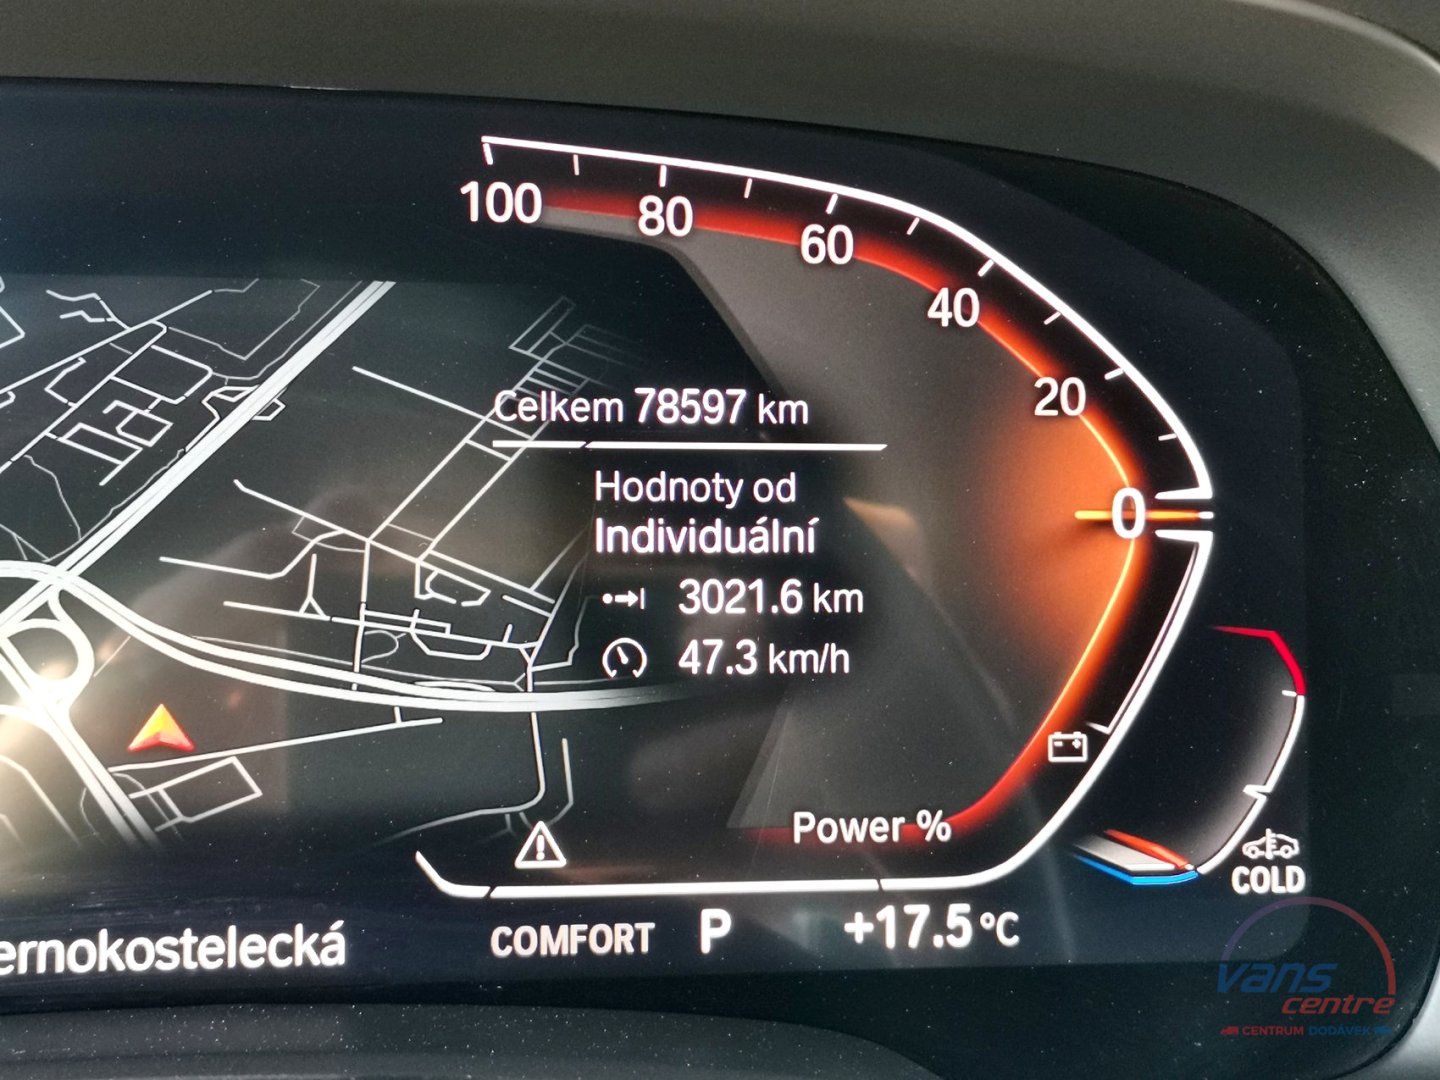 100
80
60
40
20
0
Celkem 78597 km
Hodnoty od
Individuální
3021.6 km
47.3 km/h
Power %
COLD
ernokostelecká
COMFORT P +17.5 °C
vans
centre
CENTRUM DODÁVEK